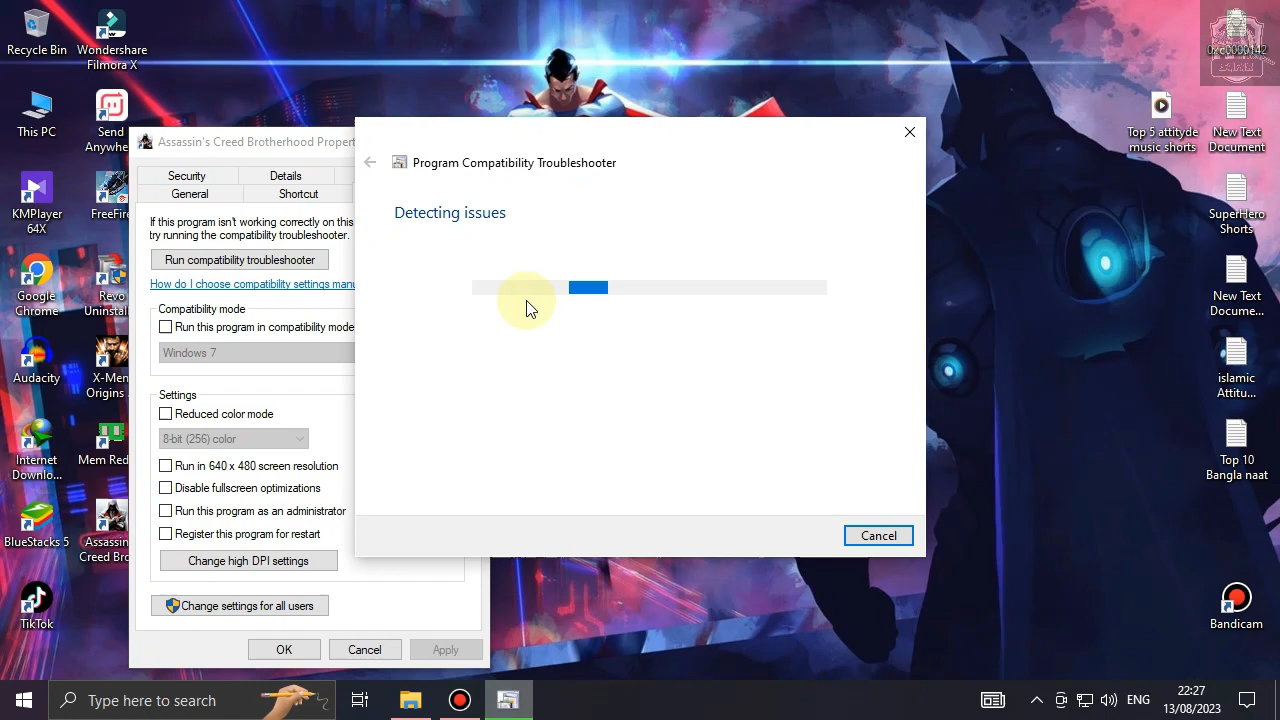 Recycle Bin
Wondershare
Filmora X
This PC
Send
Anywhe...
KMPlayer
64X
FreeFire
Google
Chrome
Revo
Uninstal
Audacity
X-Men
Origins
Internet
Downlo...
Mem Red
BlueStacks 5
Assassin
Creed Bro
TikTok
Assassin's Creed Brotherhood Propert
Security
Details
General
Shortcut
If this program isn't working correctly on this
try running the compatibility troubleshooter.
Run compatibility troubleshooter
How do I choose compatibility settings manu
Compatibility mode
Run this program in compatibility mode
Windows 7
Settings
Reduced color mode
8-bit (256) color
Run in 640 x 480 screen resolution
Disable fullscreen optimizations
Run this program as an administrator
Register this program for restart
Change high DPI settings
Change settings for all users
OK
Cancel
Apply
Program Compatibility Troubleshooter
Detecting issues
Cancel
0xc0000142
Top 5 attityde
music shorts
New Text
Document
SuperHero
Shorts
New Text
Docume...
islamic
Attitu...
Top 10
Bangla naat
Bandicam
Type here to search
ENG
22:27
13/08/2023